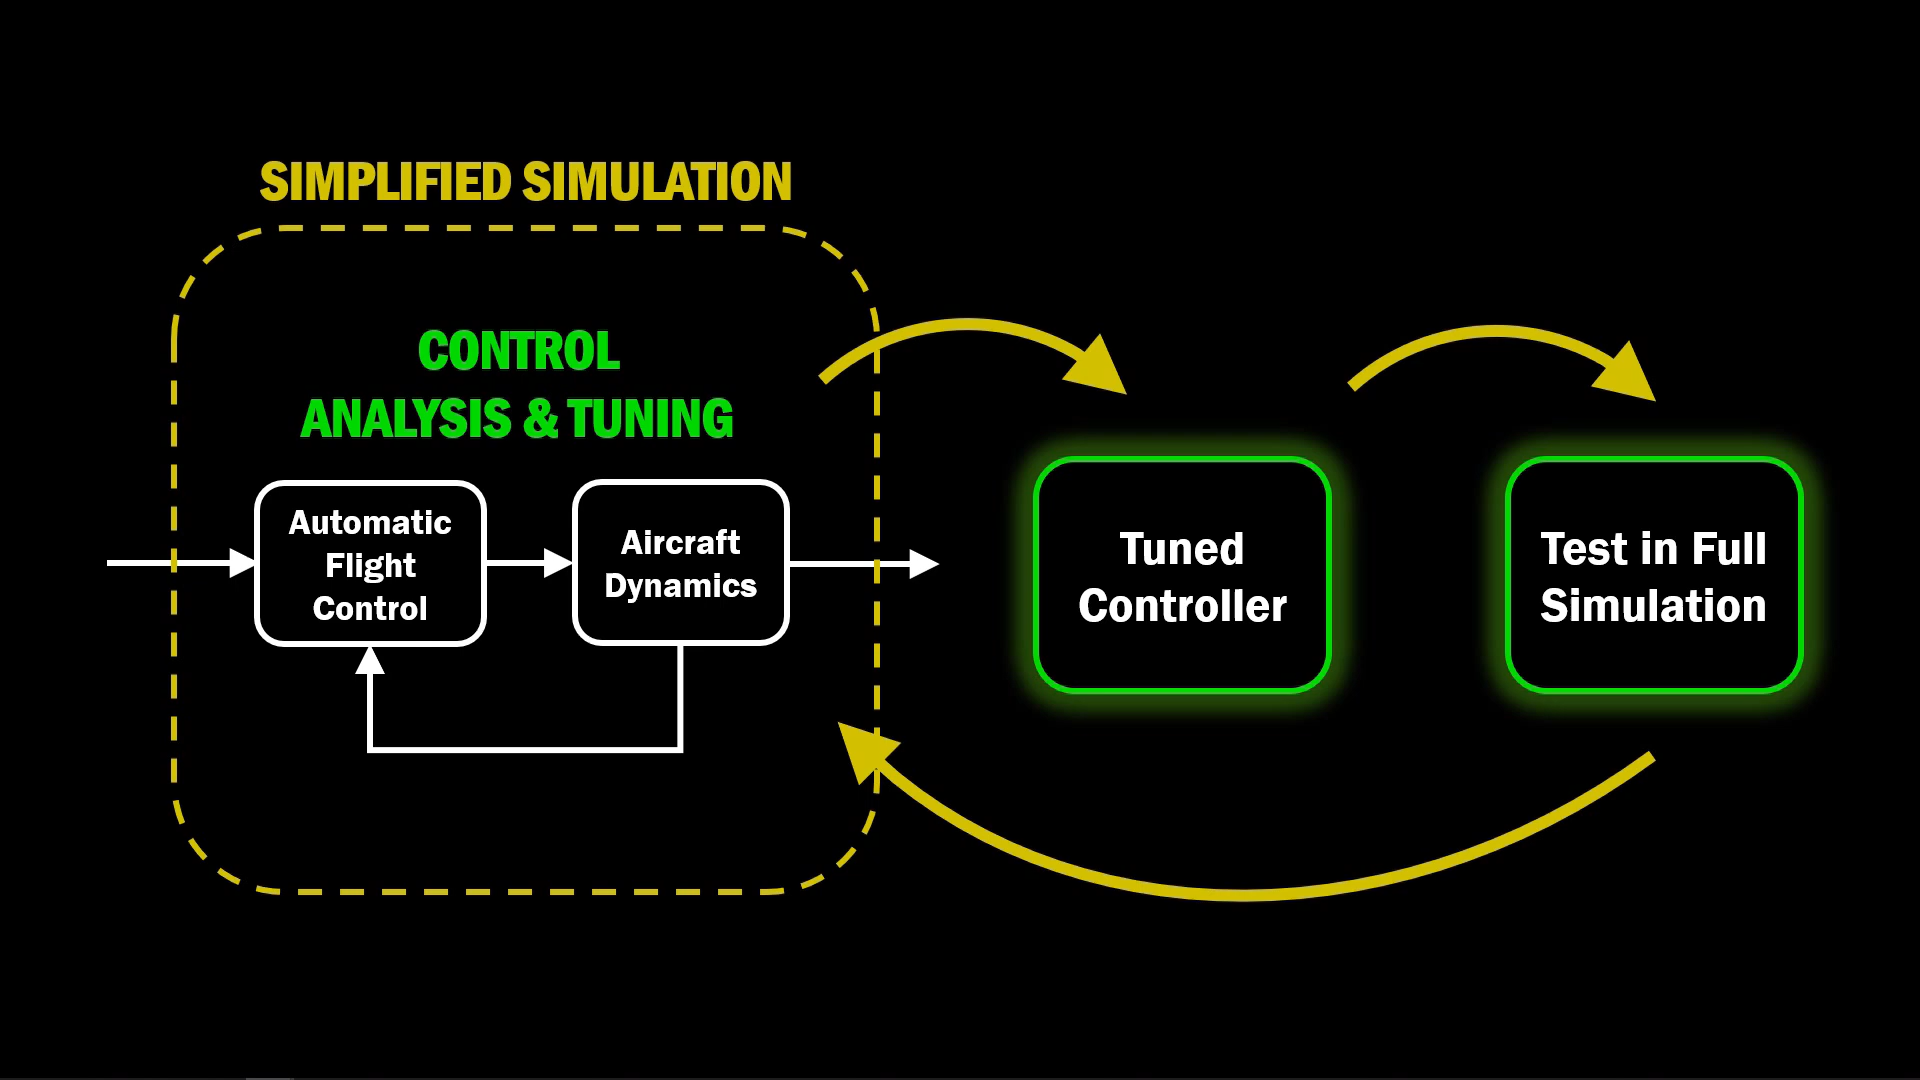 SIMPLIFIED SIMULATION
CONTROL
ANALYSIS & TUNING
Automatic
Flight
Control
Aircraft
Dynamics
Tuned
Controller
Test in Full
Simulation